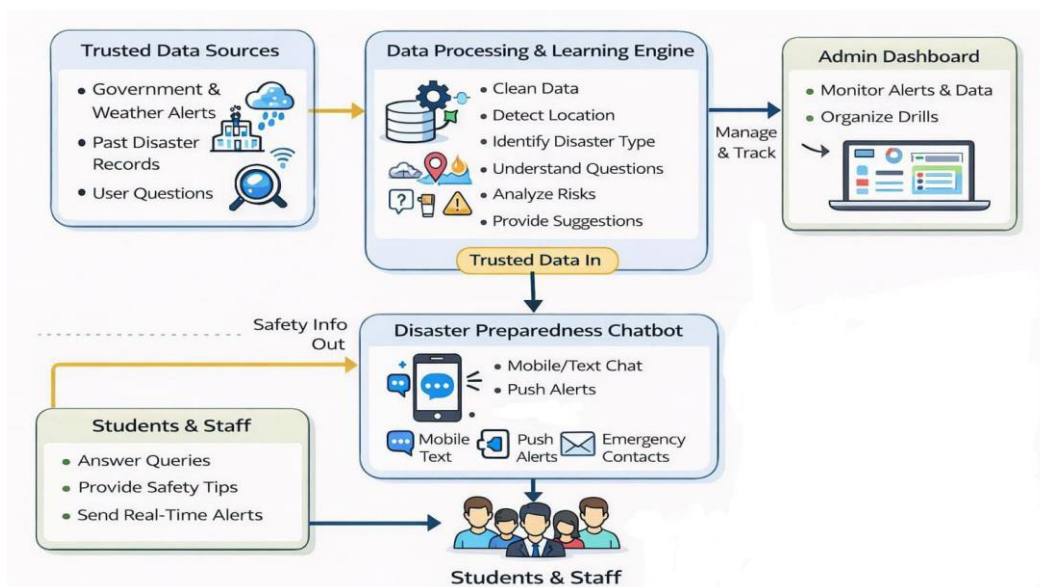 Trusted Data Sources
• Government &
Weather Alerts
• Past Disaster
Records
• User Questions
Data Processing & Learning Engine
• Clean Data
• Detect Location
• Identify Disaster Type
• Understand Questions
• Analyze Risks
• Provide Suggestions
?
Trusted Data In
Manage
& Track
Admin Dashboard
• Monitor Alerts & Data
• Organize Drills
Safety Info
Out
Disaster Preparedness Chatbot
• Mobile/Text Chat
• Push Alerts
Mobile
Text
Push
Alerts
Emergency
Contacts
Students & Staff
• Answer Queries
• Provide Safety Tips
• Send Real-Time Alerts
Students & Staff